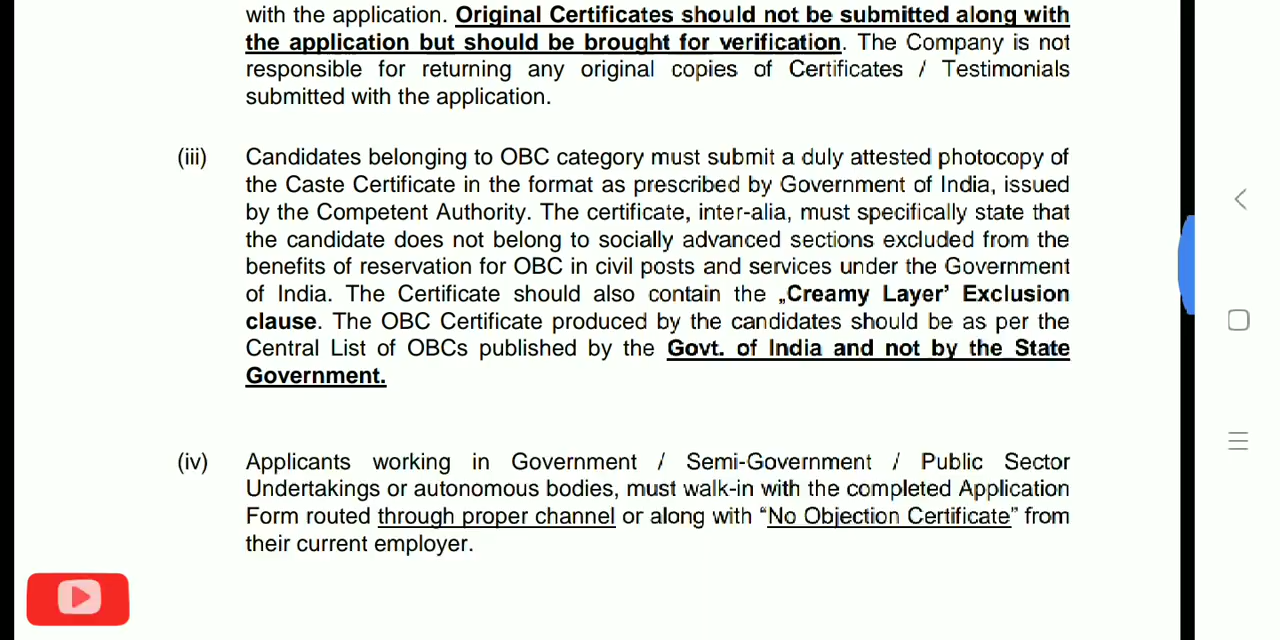 with the application. Original Certificates should not be submitted along with
the application but should be brought for verification. The Company is not
responsible for returning any original copies of Certificates / Testimonials
submitted with the application.
(iii) Candidates belonging to OBC category must submit a duly attested photocopy of
the Caste Certificate in the format as prescribed by Government of India, issued
by the Competent Authority. The certificate, inter-alia, must specifically state that
the candidate does not belong to socially advanced sections excluded from the
benefits of reservation for OBC in civil posts and services under the Government
of India. The Certificate should also contain the „Creamy Layer’ Exclusion
clause. The OBC Certificate produced by the candidates should be as per the
Central List of OBCs published by the Govt. of India and not by the State
Government.
(iv) Applicants working in Government / Semi-Government / Public Sector
Undertakings or autonomous bodies, must walk-in with the completed Application
Form routed through proper channel or along with “No Objection Certificate” from
their current employer.